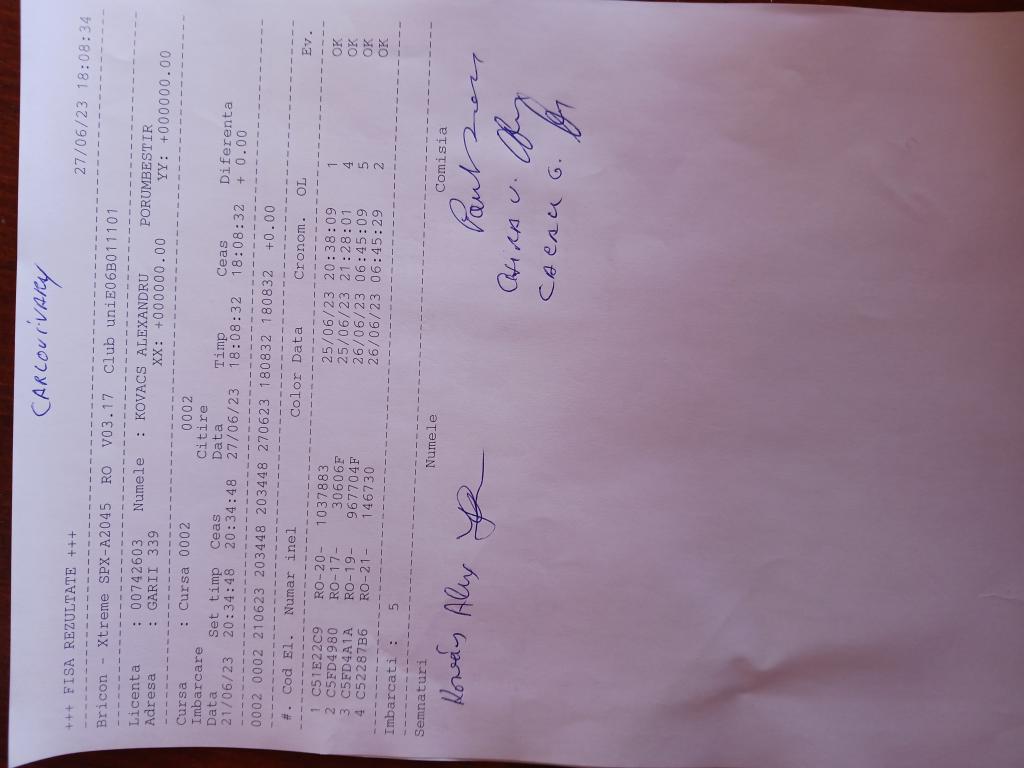 CARLOVIVARY
+++ FISA REZULTATE +++ 27/06/23 18:08:34
Bricon - Xtreme SPX-A2045 RO V03.17 Club uniE06B011101
Licenta : 00742603 Numele : KOVACS ALEXANDRU PORUMBESTIR
Adresa : GARII 339 XX: +000000.00 YY: +000000.00
Cursa : Cursa 0002 0002
Imbarcare Citire
Data Set timp Ceas Data Timp Ceas Diferenta
21/06/23 20:34:48 20:34:48 27/06/23 18:08:32 18:08:32 + 0.00
0002 0002 210623 203448 203448 270623 180832 180832 +0.00
#. Cod El. Numar inel Color Data Cronom. OL Ev.
1 C51E22C9 RO-20- 1037883 25/06/23 20:38:09 1 OK
2 C5FD4980 RO-17- 30606F 25/06/23 21:28:01 4 OK
3 C5FD4A1A RO-19- 967704F 26/06/23 06:45:09 5 OK
4 C52287B6 RO-21- 146730 26/06/23 06:45:29 2 OK
Imbarcati : 5
Semnaturi Numele Comisia
Kovács Alex